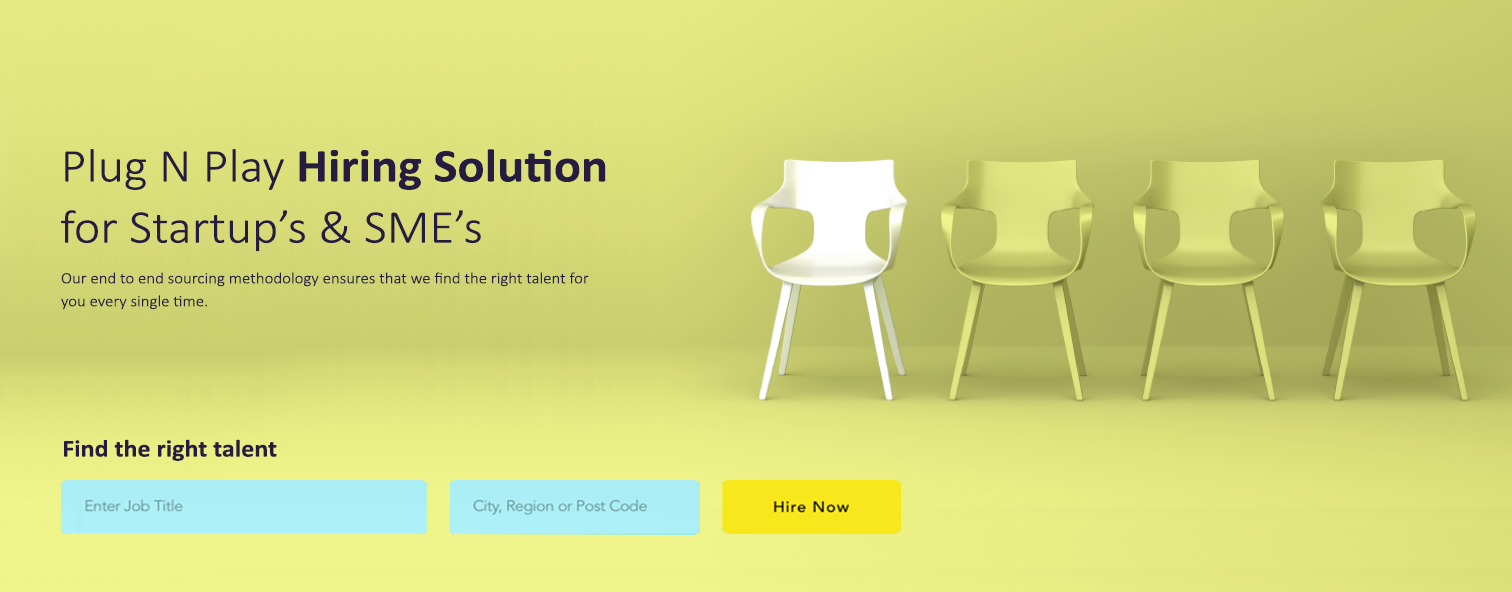 Plug N Play Hiring Solution
for Startup’s & SME’s
Our end to end sourcing methodology ensures that we find the right talent for
you every single time.
Find the right talent
Enter Job Title
City, Region or Post Code
Hire Now